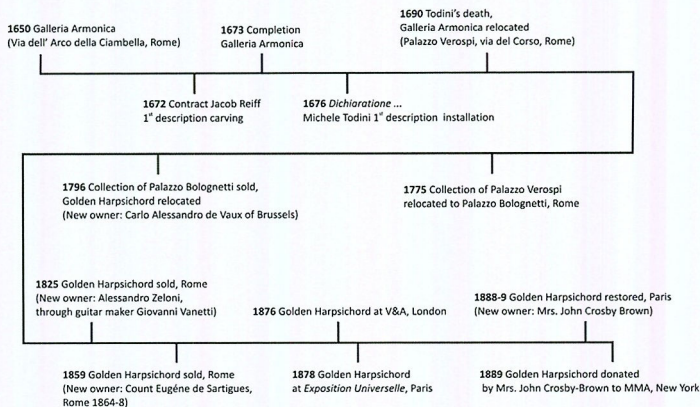 1650 Galleria Armonica
(Via dell' Arco della Ciambella, Rome)
1673 Completion
Galleria Armonica
1690 Todini's death,
Galleria Armonica relocated
(Palazzo Verospi, via del Corso, Rome)
1672 Contract Jacob Reiff
1st description carving
1676 Dichiaratione ...
Michele Todini 1st description installation
1796 Collection of Palazzo Bolognetti sold,
Golden Harpsichord relocated
(New owner: Carlo Alessandro de Vaux of Brussels)
1775 Collection of Palazzo Verospi
relocated to Palazzo Bolognetti, Rome
1825 Golden Harpsichord sold, Rome
(New owner: Alessandro Zeloni,
through guitar maker Giovanni Vanetti)
1876 Golden Harpsichord at V&A, London
1888-9 Golden Harpsichord restored, Paris
(New owner: Mrs. John Crosby Brown)
1859 Golden Harpsichord sold, Rome
(New owner: Count Eugéne de Sartigues,
Rome 1864-8)
1878 Golden Harpsichord
at Exposition Universelle, Paris
1889 Golden Harpsichord donated
by Mrs. John Crosby-Brown to MMA, New York